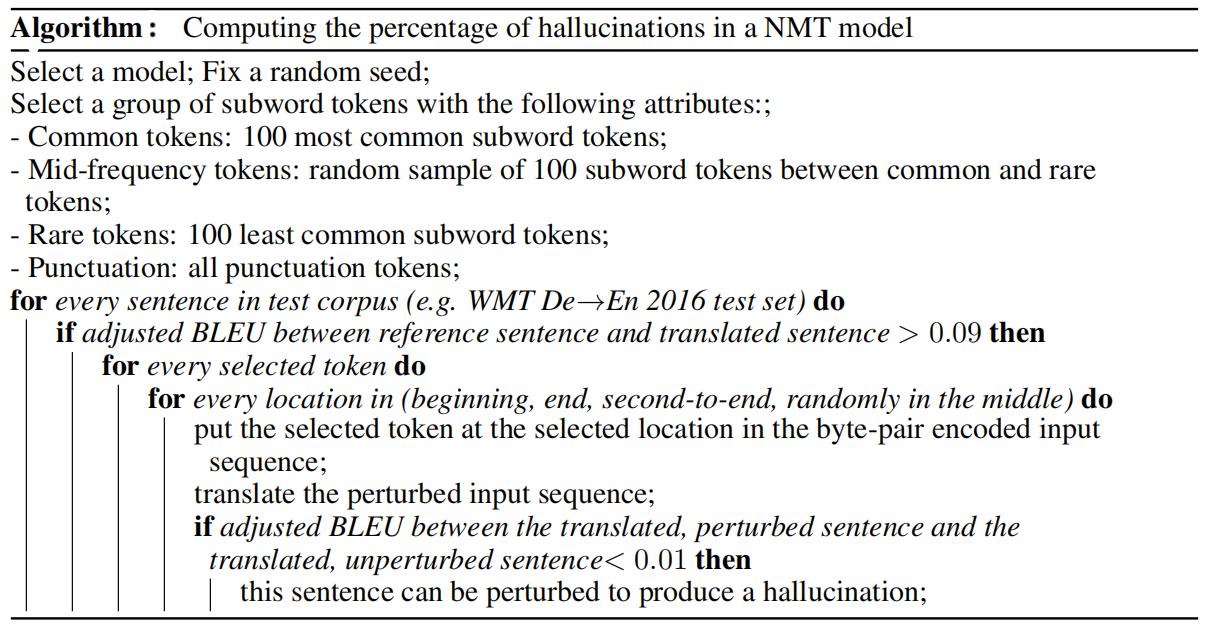 Algorithm: Computing the percentage of hallucinations in a NMT model
Select a model; Fix a random seed;
Select a group of subword tokens with the following attributes:;
- Common tokens: 100 most common subword tokens;
- Mid-frequency tokens: random sample of 100 subword tokens between common and rare
tokens;
- Rare tokens: 100 least common subword tokens;
- Punctuation: all punctuation tokens;
for every sentence in test corpus (e.g. WMT De→En 2016 test set) do
if adjusted BLEU between reference sentence and translated sentence > 0.09 then
for every selected token do
for every location in (beginning, end, second-to-end, randomly in the middle) do
put the selected token at the selected location in the byte-pair encoded input
sequence;
translate the perturbed input sequence;
if adjusted BLEU between the translated, perturbed sentence and the
translated, unperturbed sentence< 0.01 then
this sentence can be perturbed to produce a hallucination;